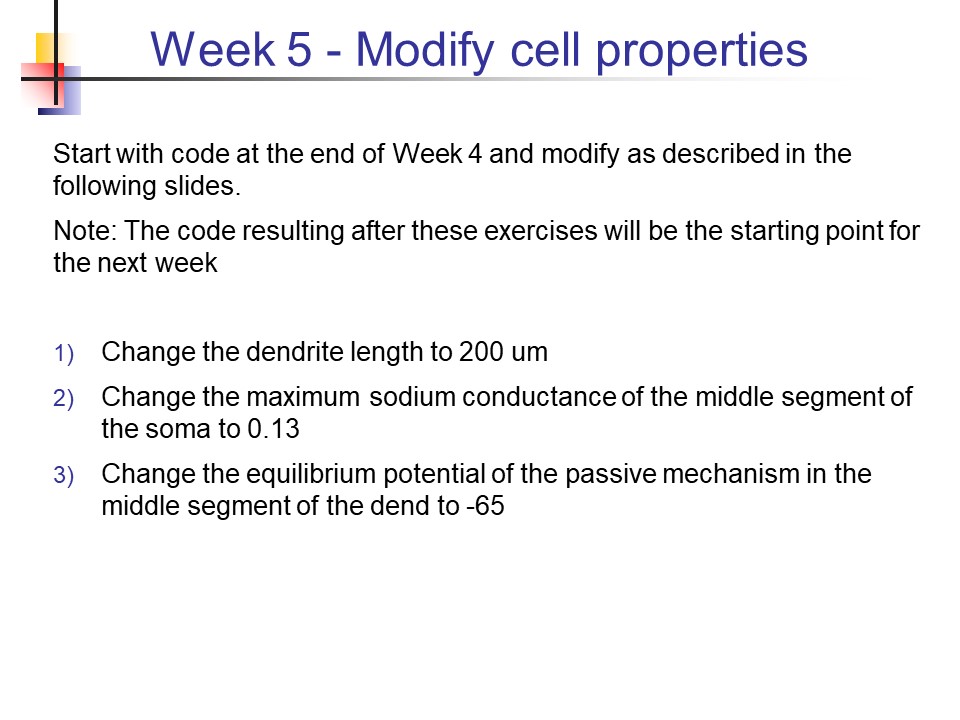 Week 5 - Modify cell properties
Start with code at the end of Week 4 and modify as described in the
following slides.
Note: The code resulting after these exercises will be the starting point for
the next week
1) Change the dendrite length to 200 um
2) Change the maximum sodium conductance of the middle segment of
the soma to 0.13
3) Change the equilibrium potential of the passive mechanism in the
middle segment of the dend to -65